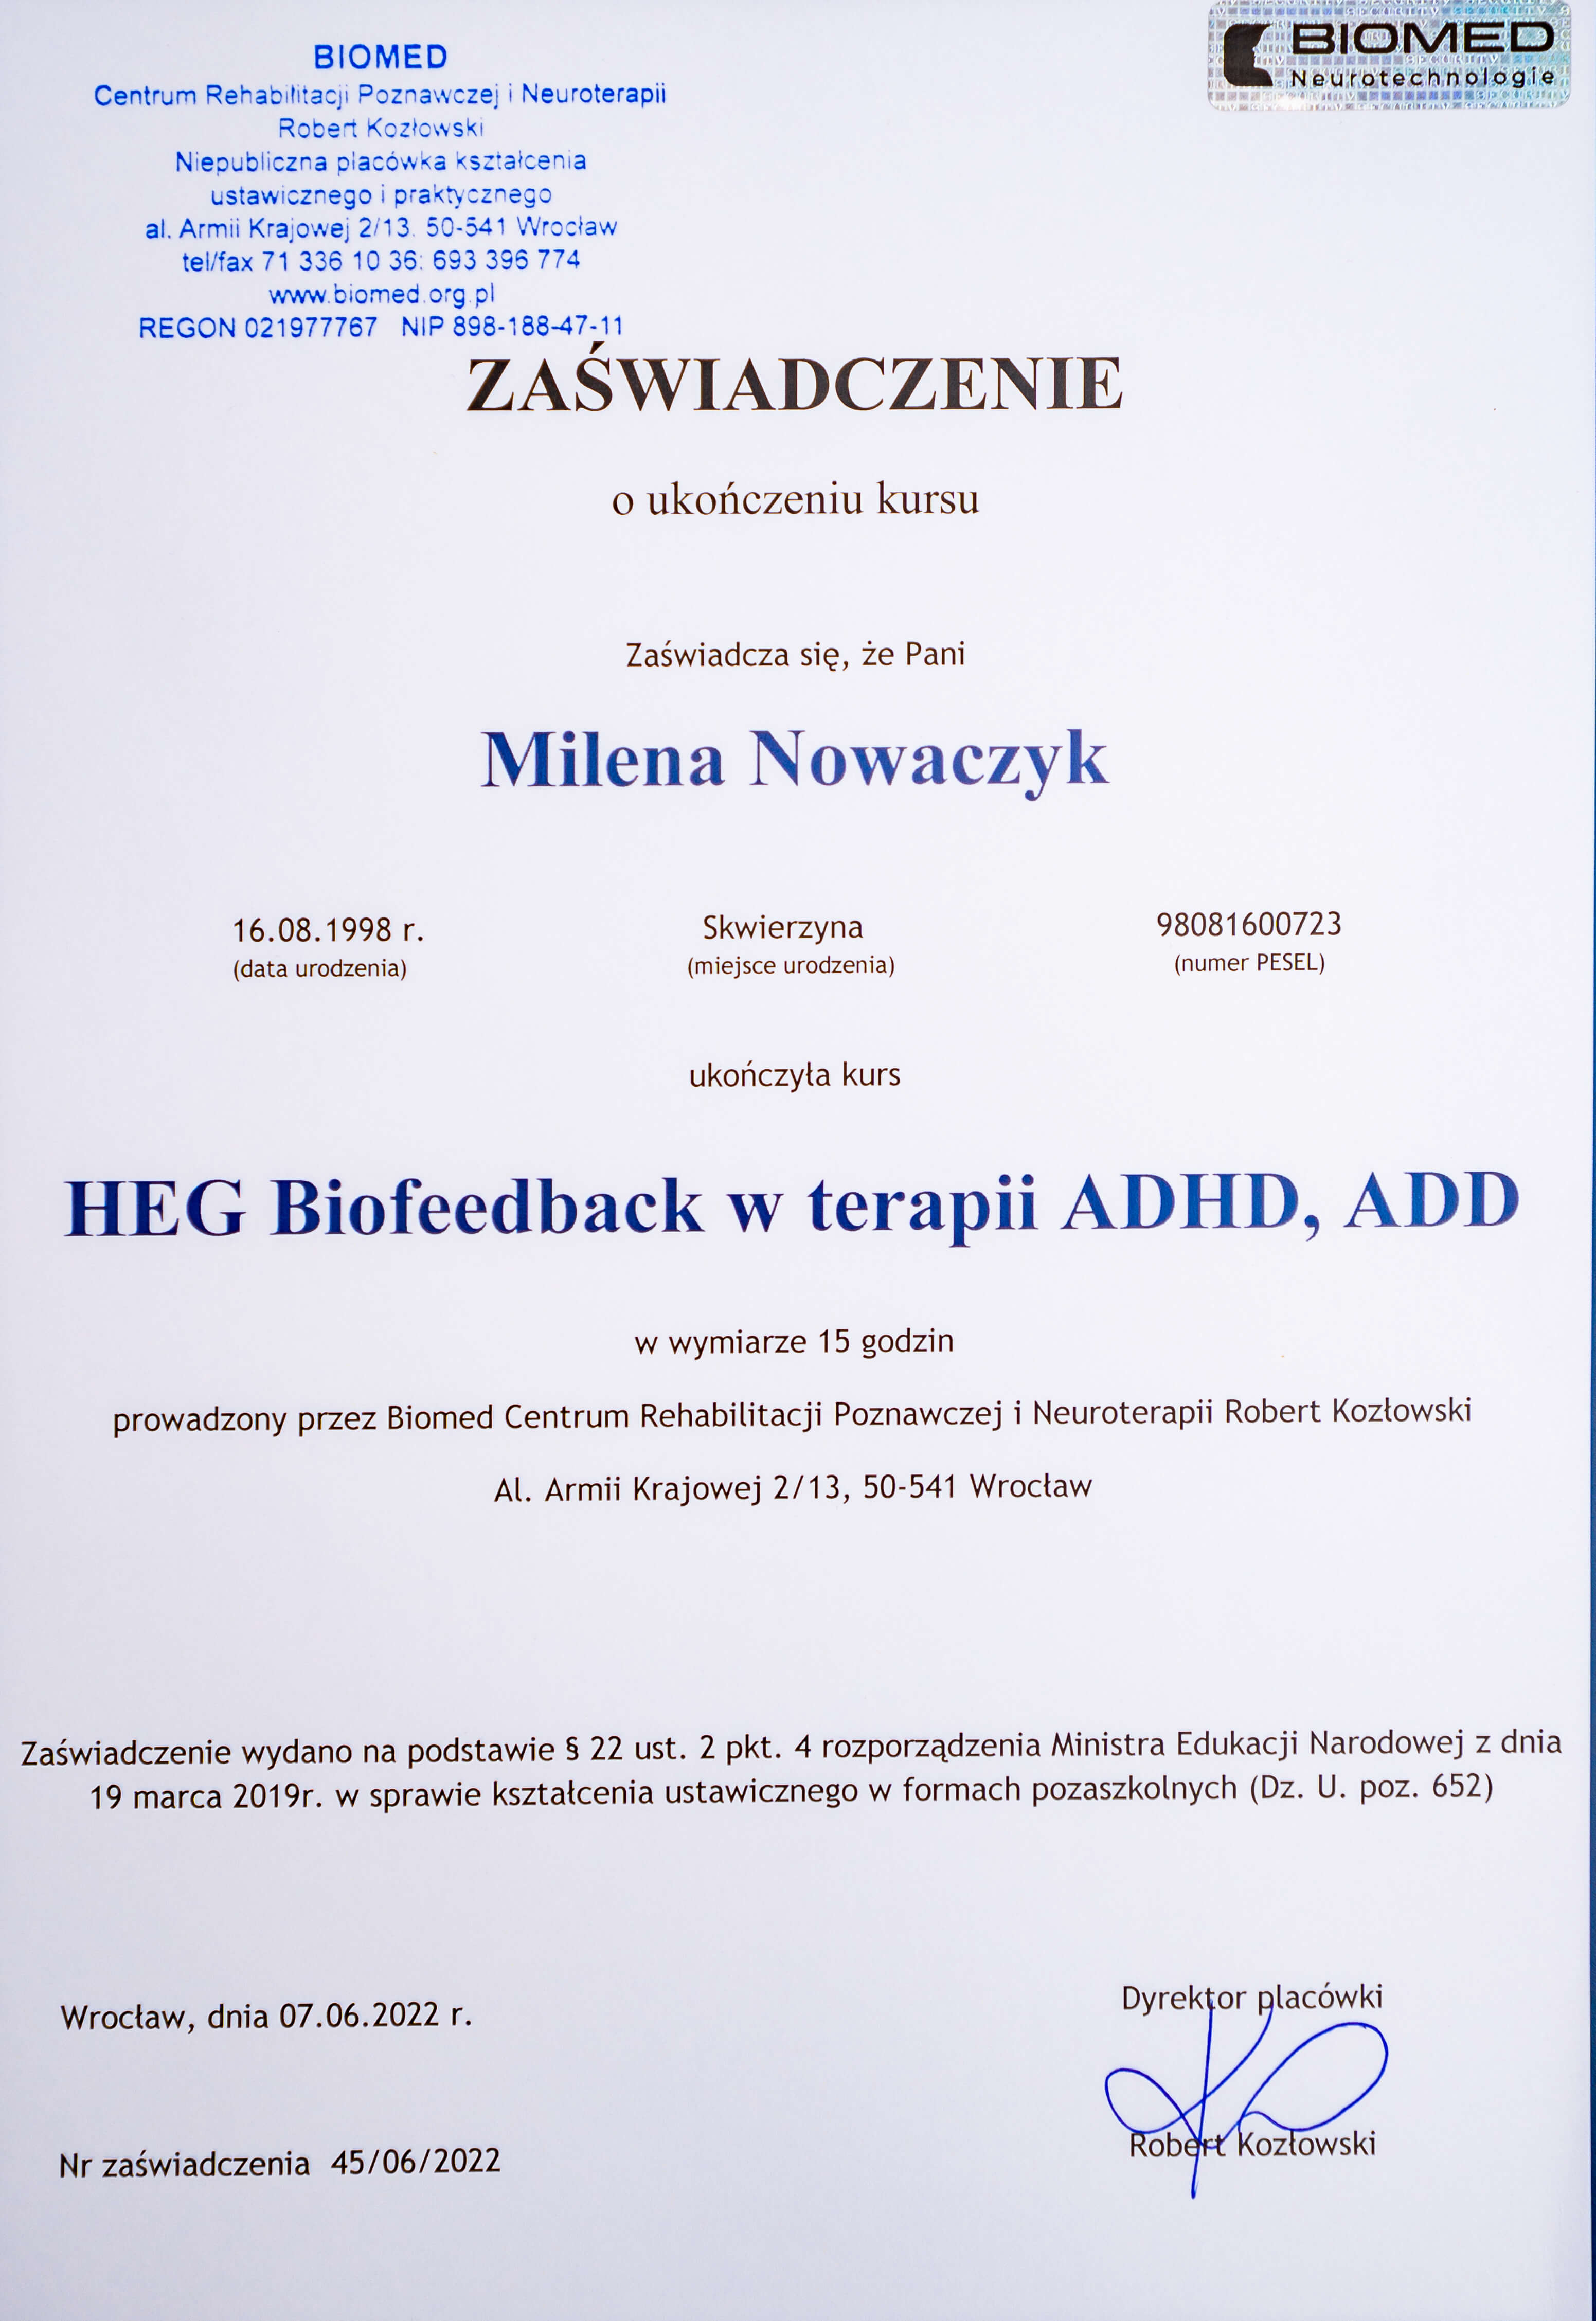 BIOMED
Centrum Rehabilitacji Poznawczej i Neuroterapii
Robert Kozłowski
Niepubliczna placówka kształcenia
ustawicznego i praktycznego
al. Armii Krajowej 2/13. 50-541 Wrocław
tel/fax 71 336 10 36; 693 396 774
www.biomed.org.pl
REGON 021977767 NIP 898-188-47-11
BIOMED
Neurotechnologie
ZAŚWIADCZENIE
o ukończeniu kursu
Zaświadcza się, że Pani
Milena Nowaczyk
16.08.1998 r. Skwierzyna 98081600723
(data urodzenia) (miejsce urodzenia) (numer PESEL)
ukończyła kurs
HEG Biofeedback w terapii ADHD, ADD
w wymiarze 15 godzin
prowadzony przez Biomed Centrum Rehabilitacji Poznawczej i Neuroterapii Robert Kozłowski
Al. Armii Krajowej 2/13, 50-541 Wrocław
Zaświadczenie wydano na podstawie § 22 ust. 2 pkt. 4 rozporządzenia Ministra Edukacji Narodowej z dnia
19 marca 2019r. w sprawie kształcenia ustawicznego w formach pozaszkolnych (Dz. U. poz. 652)
Wrocław, dnia 07.06.2022 r.
Dyrektor placówki
Robert Kozłowski
Nr zaświadczenia 45/06/2022